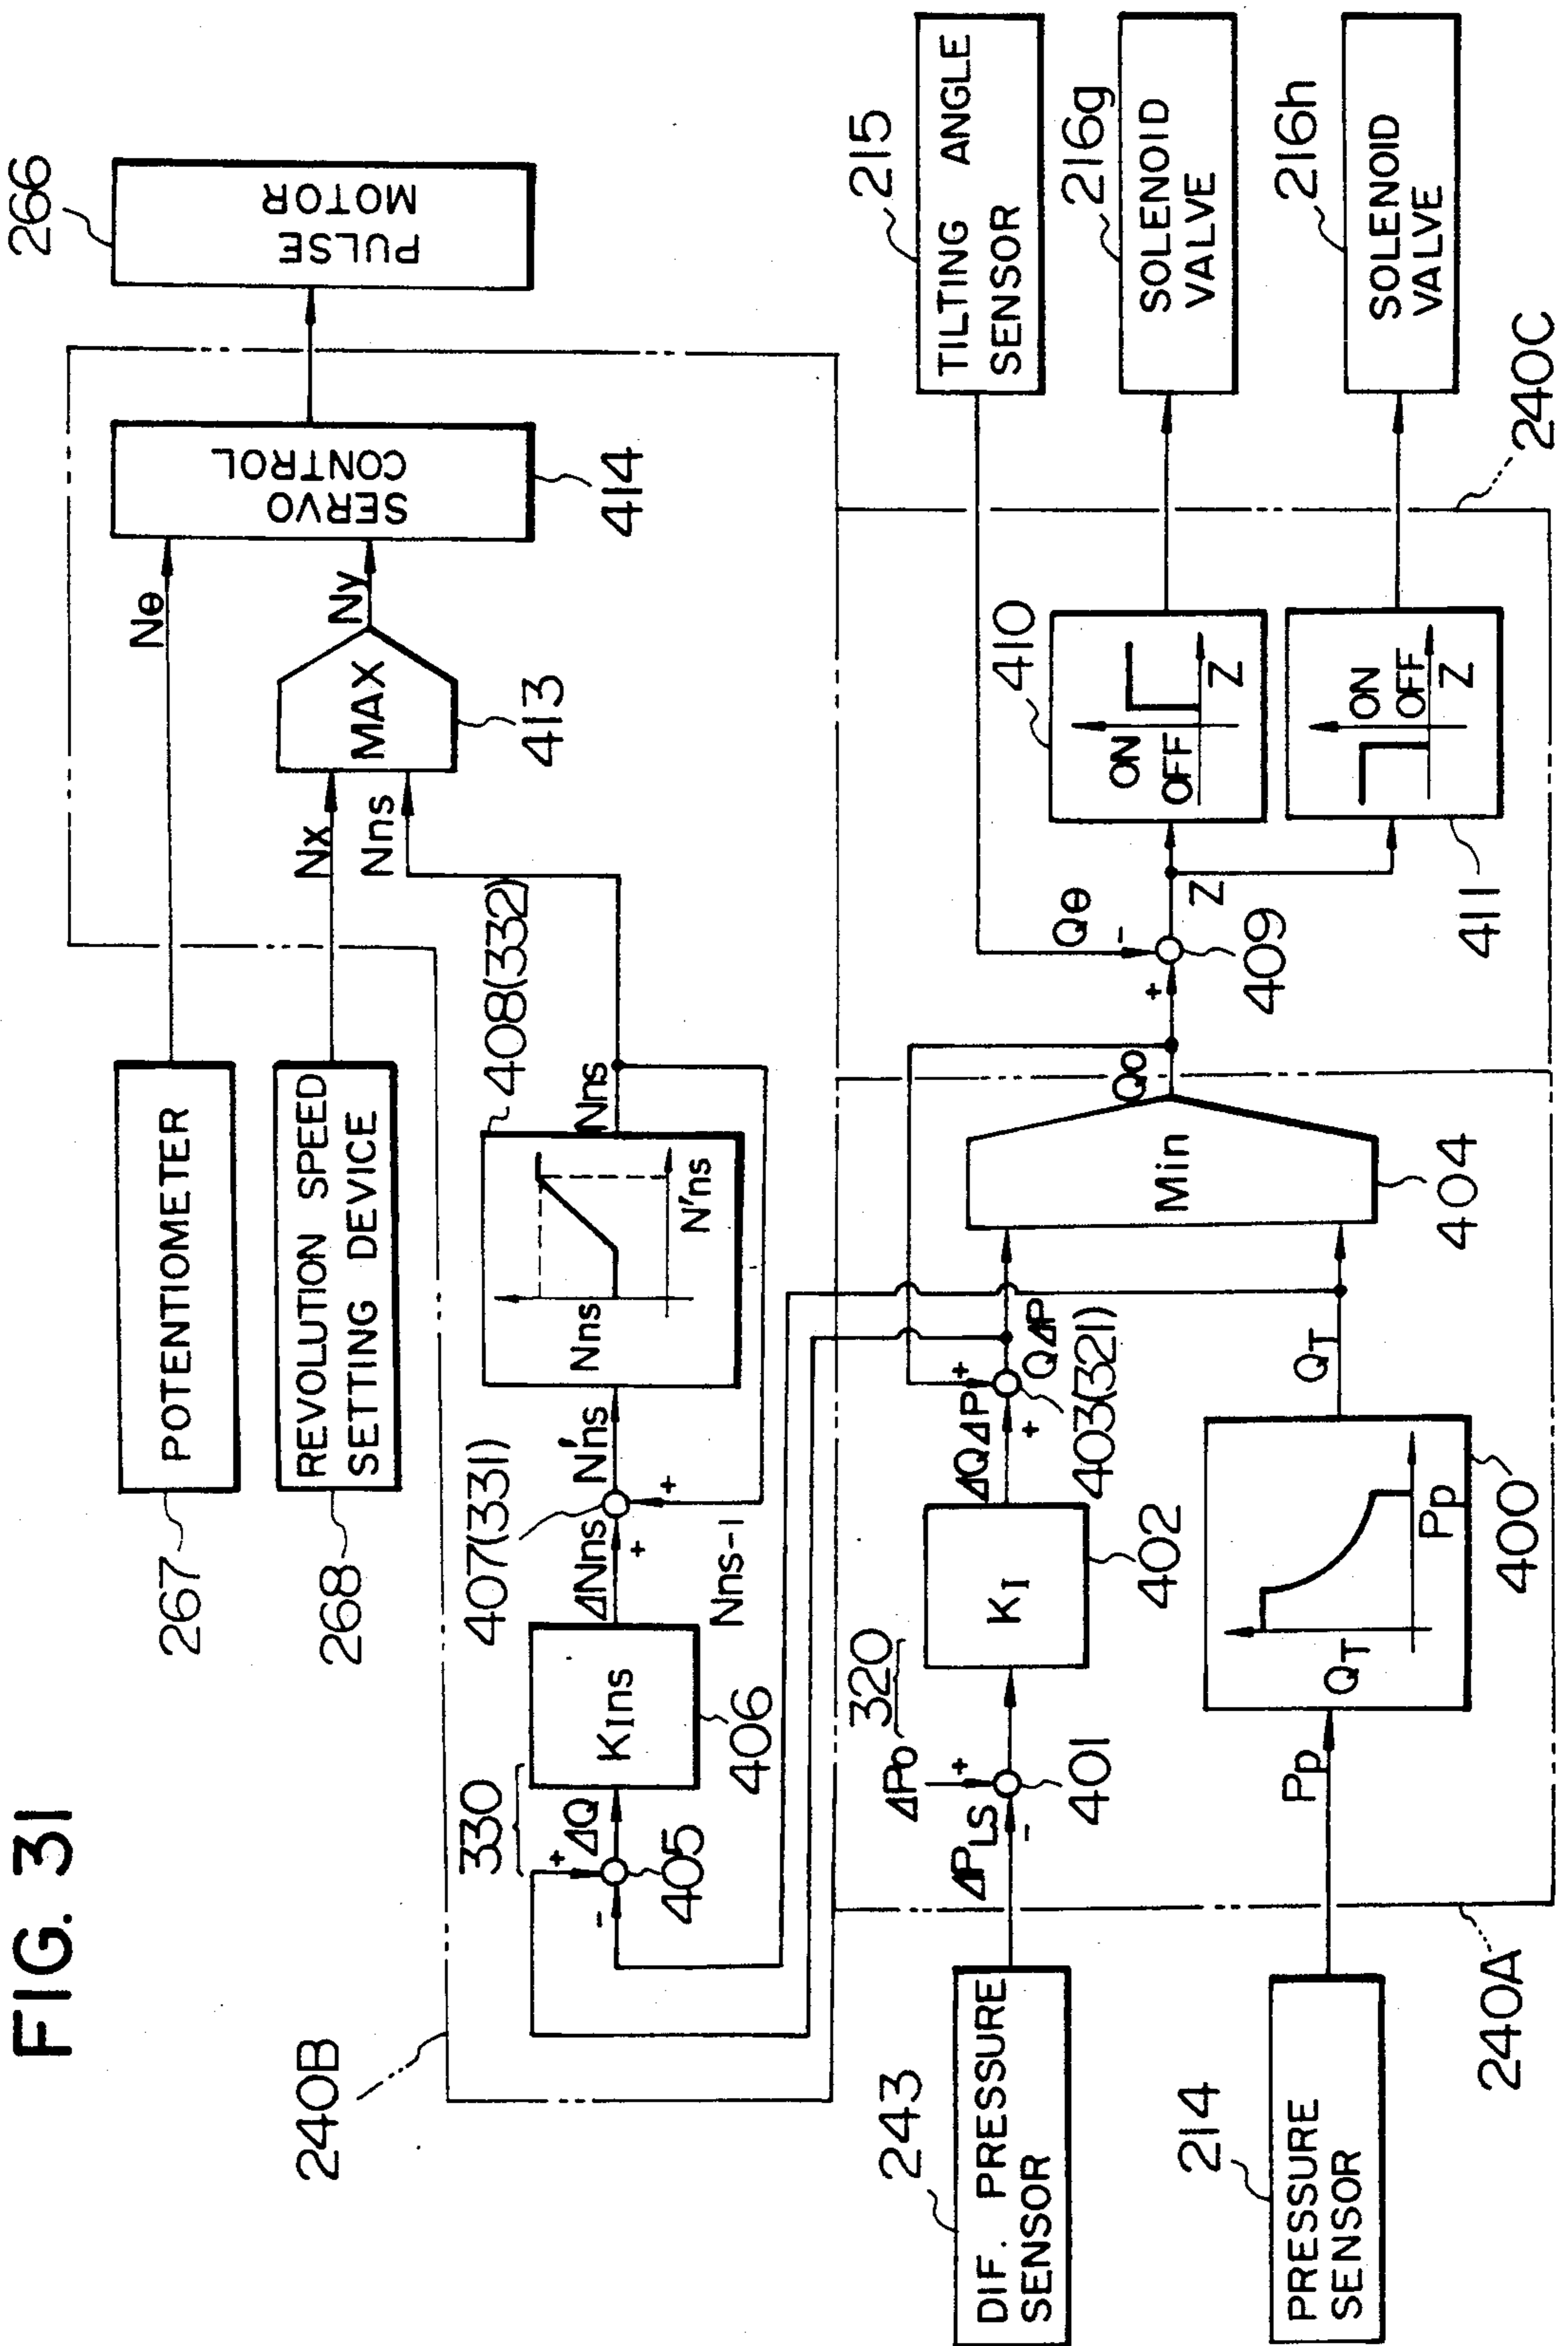 FIG. 31
240B
267
POTENTIOMETER
Nθ
268
REVOLUTION SPEED
SETTING DEVICE
Nx
Nns
MAX
413
Ny
SERVO
CONTROL
414
PULSE
MOTOR
266
330
+
-
ΔQ
405
KIns
406
ΔNns
+
+
407(331)
N'ns
Nns-1
Nns
N'ns
408(332)
Nns
243
DIF. PRESSURE
SENSOR
ΔPLS
-
ΔPo
+
401
320
KI
402
ΔQΔP
+
+
403(321)
QΔP
214
PRESSURE
SENSOR
Pp
QT
Pp
400
QT
Min
404
Qo
240A
+
-
Qθ
409
Z
410
ON
OFF
Z
411
ON
OFF
Z
240C
215
TILTING ANGLE
SENSOR
216g
SOLENOID
VALVE
216h
SOLENOID
VALVE